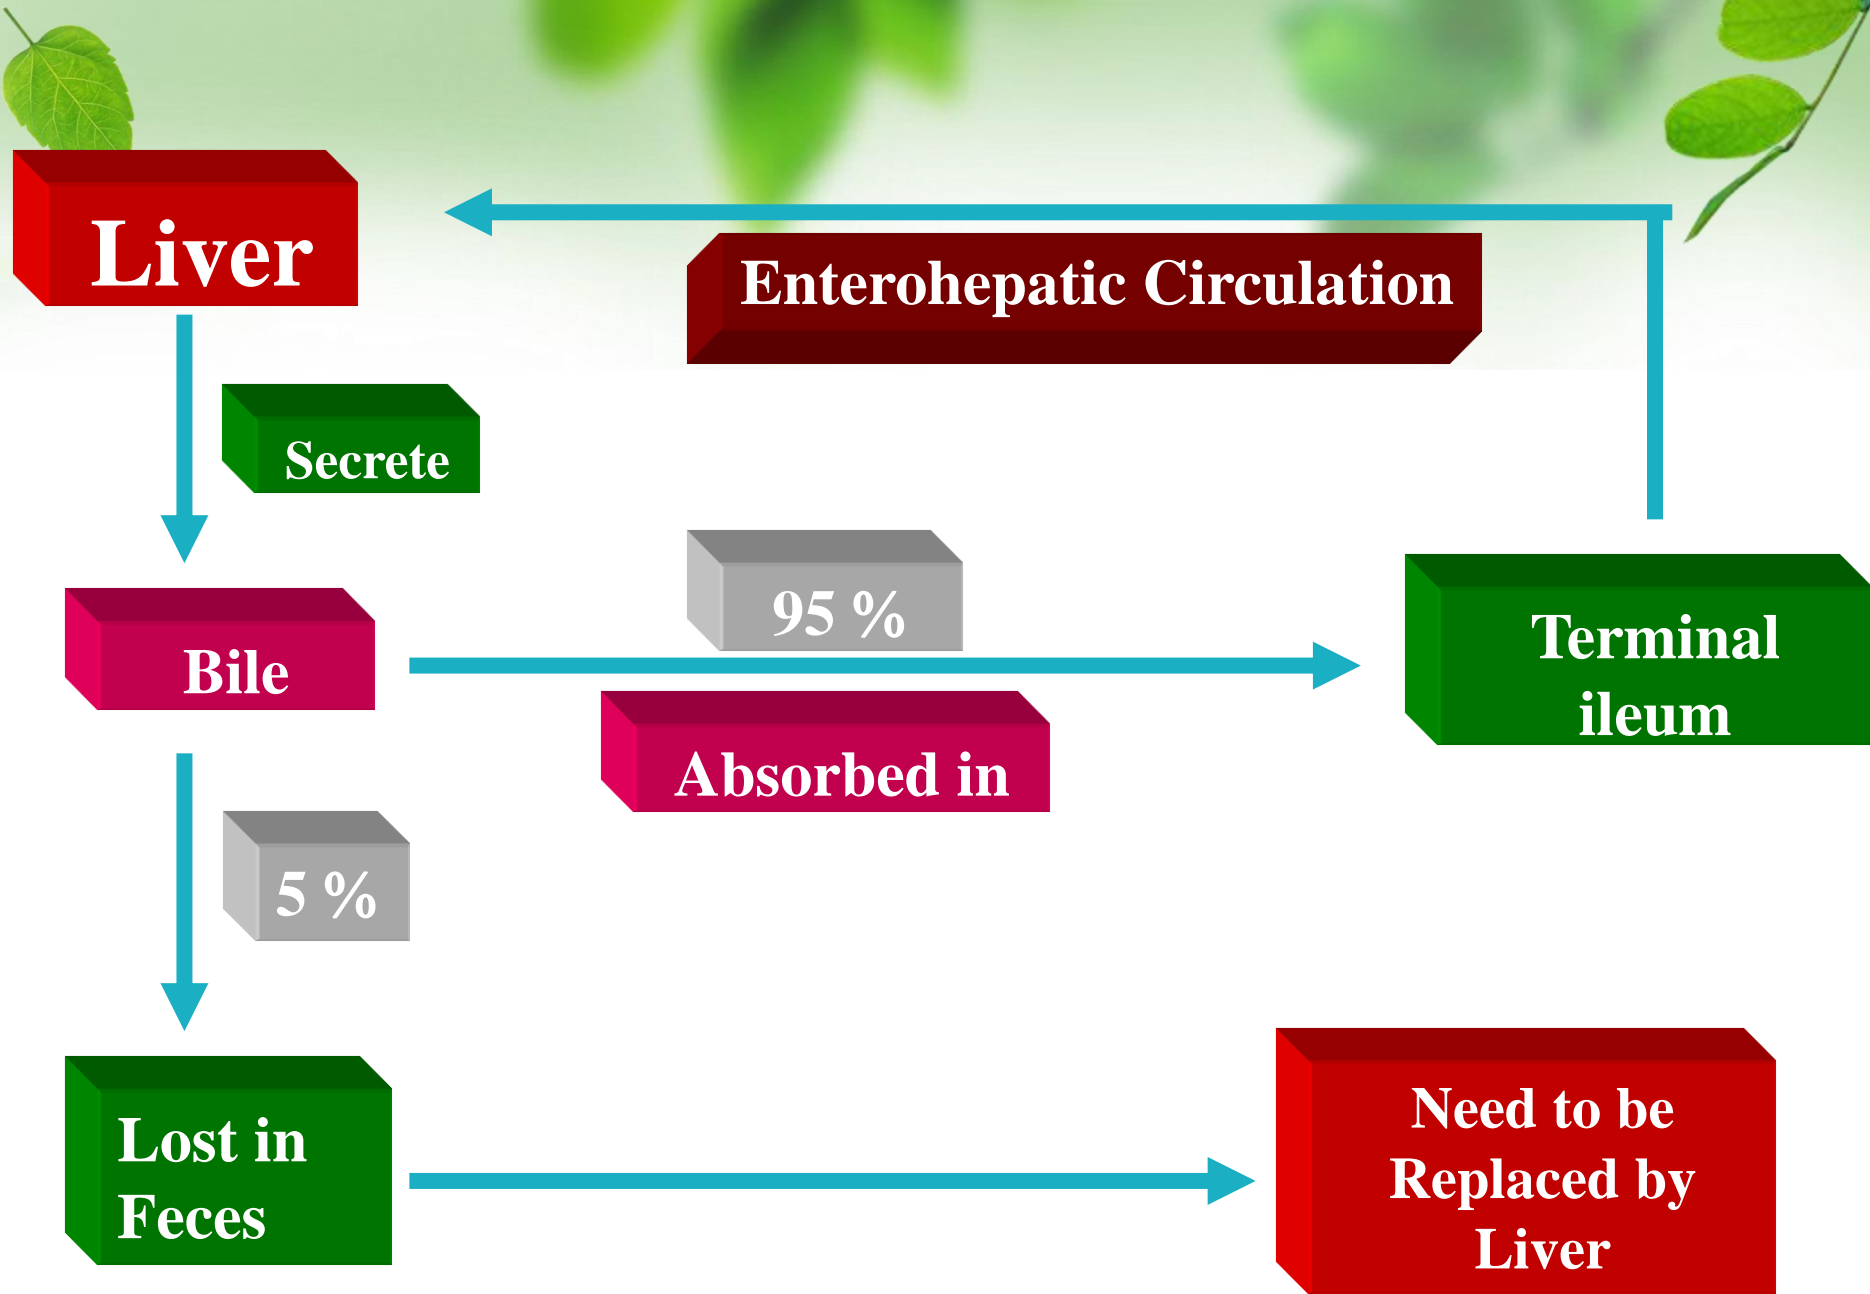 Liver
Enterohepatic Circulation
Secrete
95 %
Bile
Terminal
ileum
Absorbed in
5 %
Lost in
Feces
Need to be
Replaced by
Liver